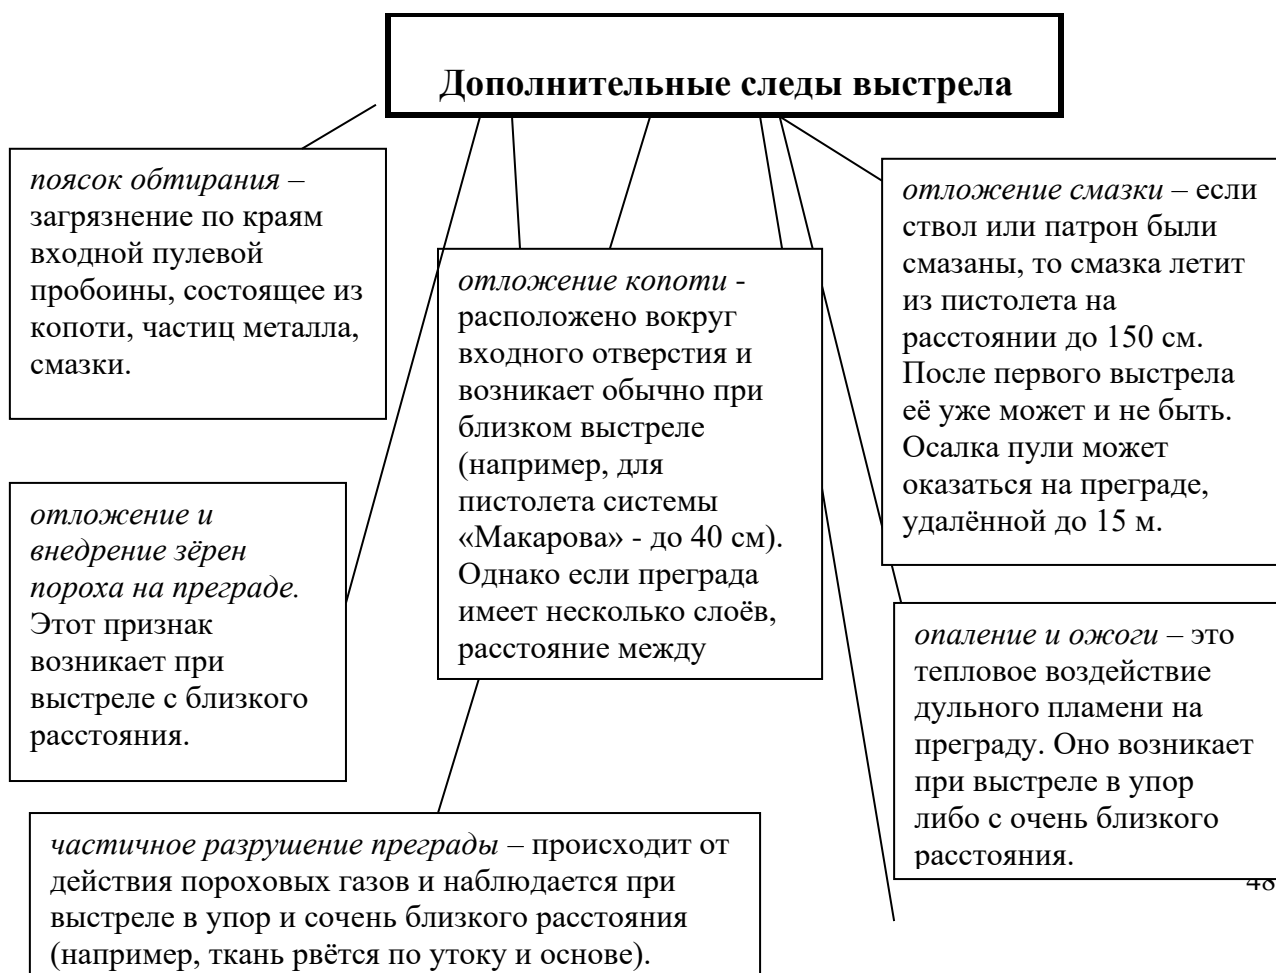 Дополнительные следы выстрела
поясок обтирания –
загрязнение по краям
входной пулевой
пробоины, состоящее из
копоти, частиц металла,
смазки.
отложение копоти -
расположено вокруг
входного отверстия и
возникает обычно при
близком выстреле
(например, для
пистолета системы
«Макарова» - до 40 см).
Однако если преграда
имеет несколько слоёв,
расстояние между
отложение смазки – если
ствол или патрон были
смазаны, то смазка летит
из пистолета на
расстоянии до 150 см.
После первого выстрела
её уже может и не быть.
Осалка пули может
оказаться на преграде,
удалённой до 15 м.
отложение и
внедрение зёрен
пороха на преграде.
Этот признак
возникает при
выстреле с близкого
расстояния.
опаление и ожоги – это
тепловое воздействие
дульного пламени на
преграду. Оно возникает
при выстреле в упор
либо с очень близкого
расстояния.
48
частичное разрушение преграды – происходит от
действия пороховых газов и наблюдается при
выстреле в упор и сочень близкого расстояния
(например, ткань рвётся по утоку и основе).